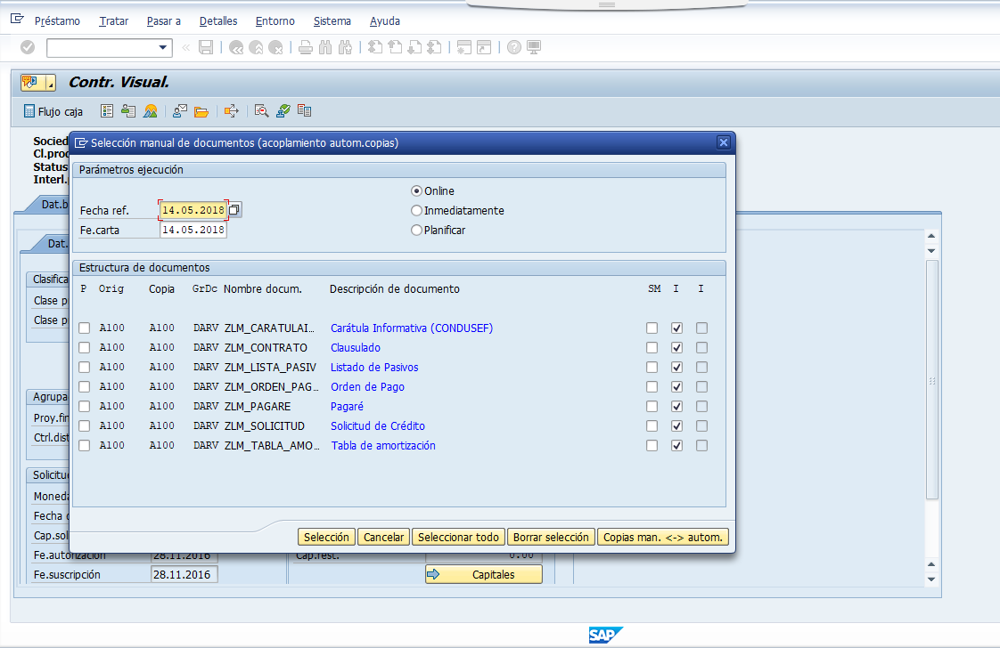 Préstamo Tratar Pasar a Detalles Entorno Sistema Ayuda
Contr. Visual.
Flujo caja
Socied
Cl.prod
Status
Interl.
Selección manual de documentos (acoplamiento autom.copias)
Parámetros ejecución
Online
Fecha ref. 14.05.2018 Inmediatamente
Fe.carta 14.05.2018 Planificar
Dat.b
Dat.
Estructura de documentos
Clasifica
P Orig Copia GrDc Nombre docum. Descripción de documento SM I I
Clase p
Clase p
A100 A100 DARV ZLM_CARATULAI... Carátula Informativa (CONDUSEF)
A100 A100 DARV ZLM_CONTRATO Clausulado
A100 A100 DARV ZLM_LISTA_PASIV Listado de Pasivos
A100 A100 DARV ZLM_ORDEN_PAG... Orden de Pago
A100 A100 DARV ZLM_PAGARE Pagaré
A100 A100 DARV ZLM_SOLICITUD Solicitud de Crédito
A100 A100 DARV ZLM_TABLA_AMO... Tabla de amortización
Agrupa
Proy.fin
Ctrl.dist
Solicitud
Moneda
Fecha
Cap.sol
Selección Cancelar Seleccionar todo Borrar selección Copias man. <-> autom.
Fe.autorización 28.11.2016 Cap.rest. 0.00
Fe.suscripción 28.11.2016 Capitales
SAP